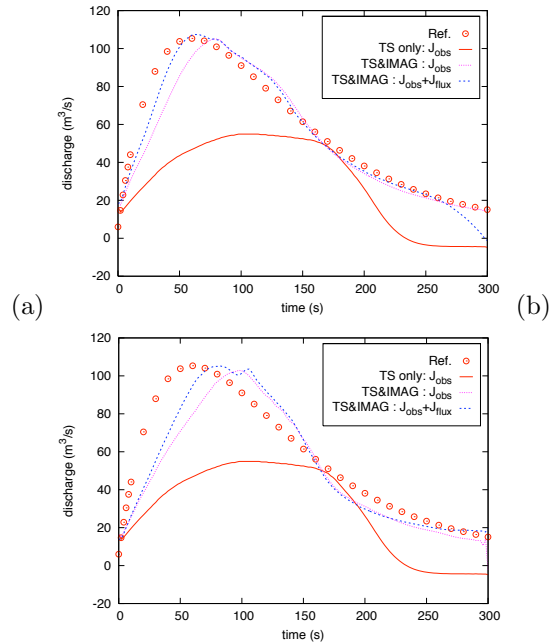 120
100
80
60
40
20
0
-20
discharge (m³/s)
0 50 100 150 200 250 300
time (s)
Ref.
TS only: J_obs
TS&IMAG : J_obs
TS&IMAG : J_obs+J_flux
(a)
(b)
120
100
80
60
40
20
0
-20
discharge (m³/s)
0 50 100 150 200 250 300
time (s)
Ref.
TS only: J_obs
TS&IMAG : J_obs
TS&IMAG : J_obs+J_flux